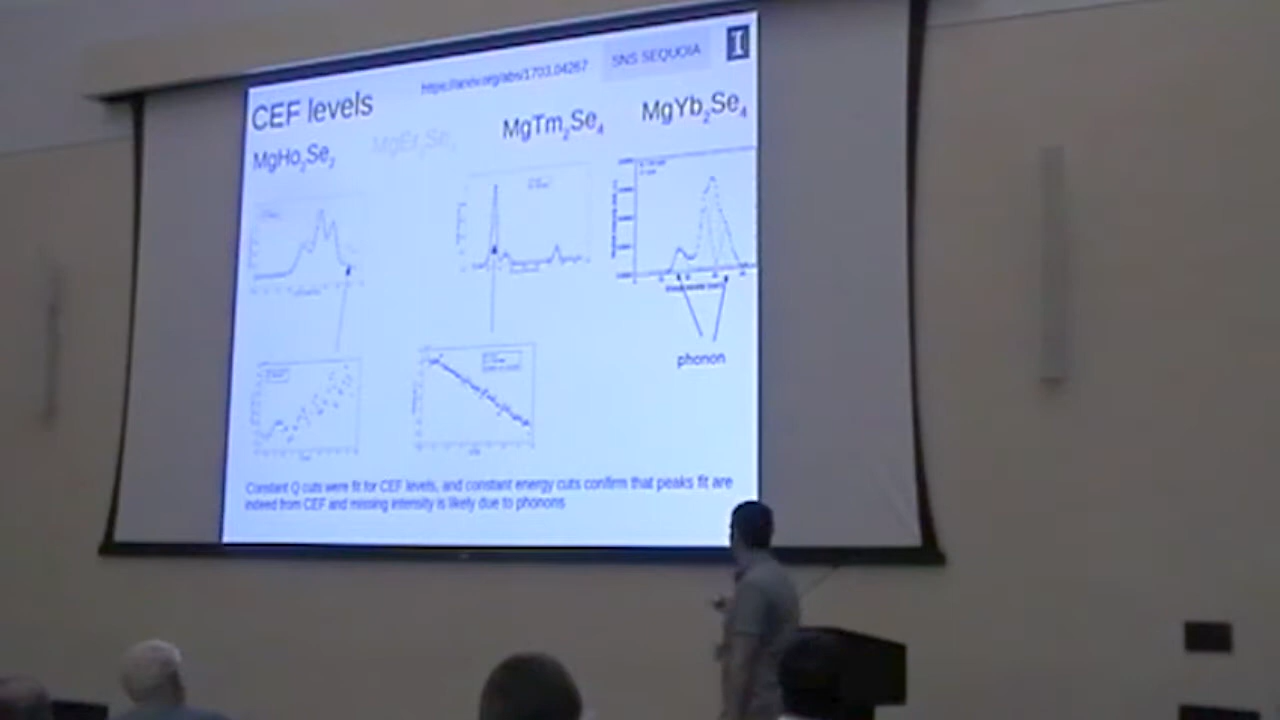 https://arxiv.org/abs/1703.04267
SNS SEQUOIA
I
CEF levels
MgHo2Se2
MgEr2Se4
MgTm2Se4
MgYb2Se4
phonon
Constant Q cuts were fit for CEF levels, and constant energy cuts confirm that peaks fit are
indeed from CEF and missing intensity is likely due to phonons